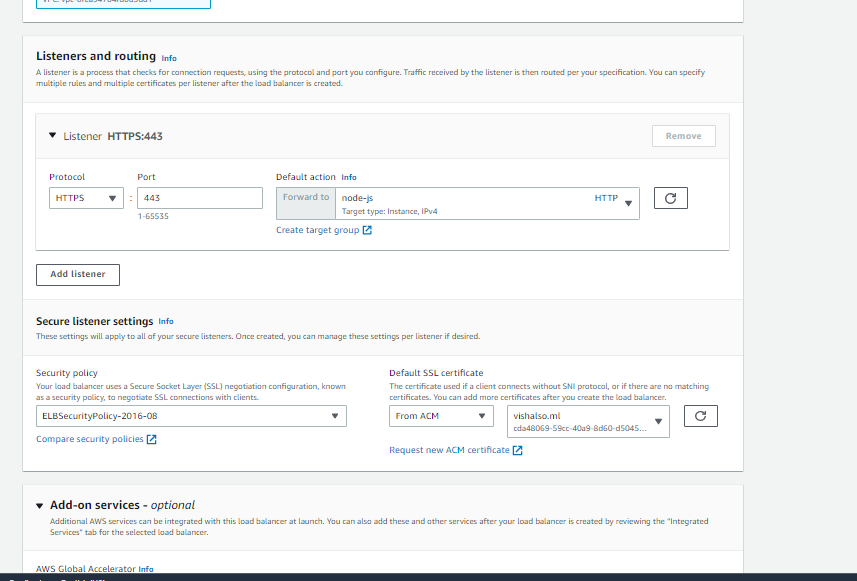 Listeners and routing Info
A listener is a process that checks for connection requests, using the protocol and port you configure. Traffic received by the listener is then routed per your specification. You can specify
multiple rules and multiple certificates per listener after the load balancer is created.
Listener HTTPS:443
Remove
Protocol Port Default action Info
HTTPS : 443 Forward to node-js HTTP
Target type: Instance, IPv4
1-65535
Create target group
Add listener
Secure listener settings Info
These settings will apply to all of your secure listeners. Once created, you can manage these settings per listener if desired.
Security policy
Your load balancer uses a Secure Socket Layer (SSL) negotiation configuration, known
as a security policy, to negotiate SSL connections with clients.
ELBSecurityPolicy-2016-08
Compare security policies
Default SSL certificate
The certificate used if a client connects without SNI protocol, or if there are no matching
certificates. You can add more certificates after you create the load balancer.
From ACM
vishalso.ml
cda48069-59cc-40a9-8d60-d5045...
Request new ACM certificate
Add-on services - optional
Additional AWS services can be integrated with this load balancer at launch. You can also add these and other services after your load balancer is created by reviewing the "Integrated
Services" tab for the selected load balancer.
AWS Global Accelerator Info